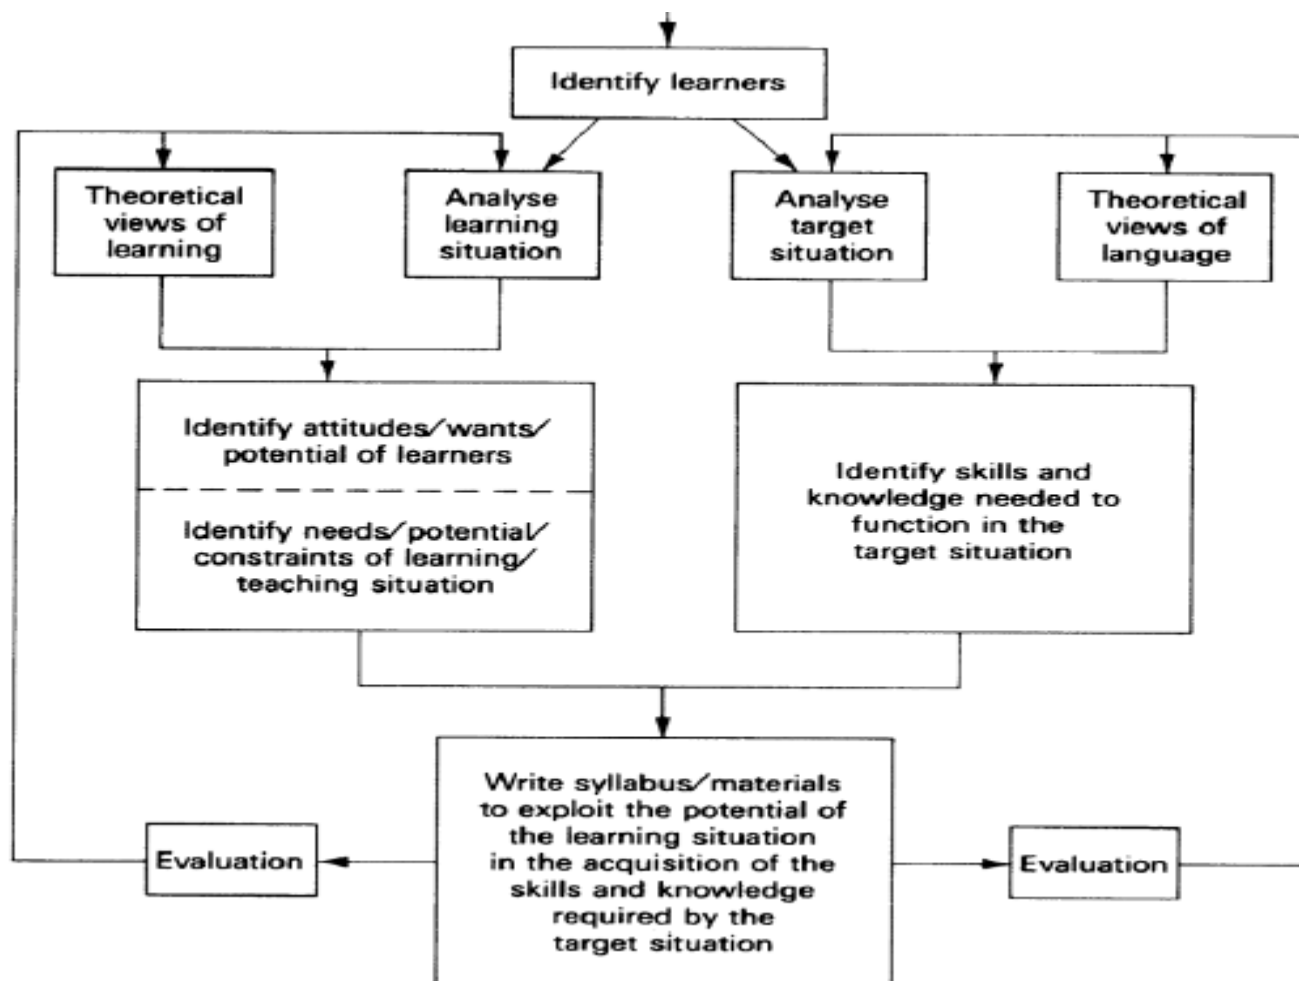 Identify learners
Theoretical
views of
learning
Analyse
learning
situation
Analyse
target
situation
Theoretical
views of
language
Identify attitudes/wants/
potential of learners
Identify needs/potential/
constraints of learning/
teaching situation
Identify skills and
knowledge needed to
function in the
target situation
Write syllabus/materials
to exploit the potential of
the learning situation
in the acquisition of the
skills and knowledge
required by the
target situation
Evaluation
Evaluation